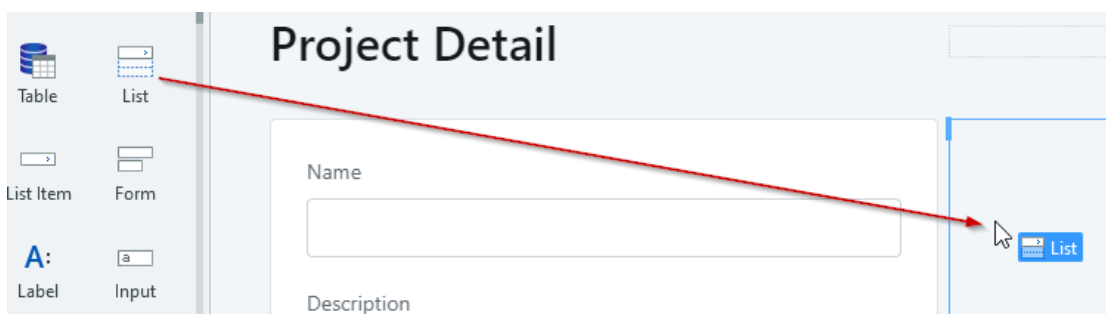 Project Detail
Table
List
List Item
Form
A:
Label
a
Input
Name
Description
List